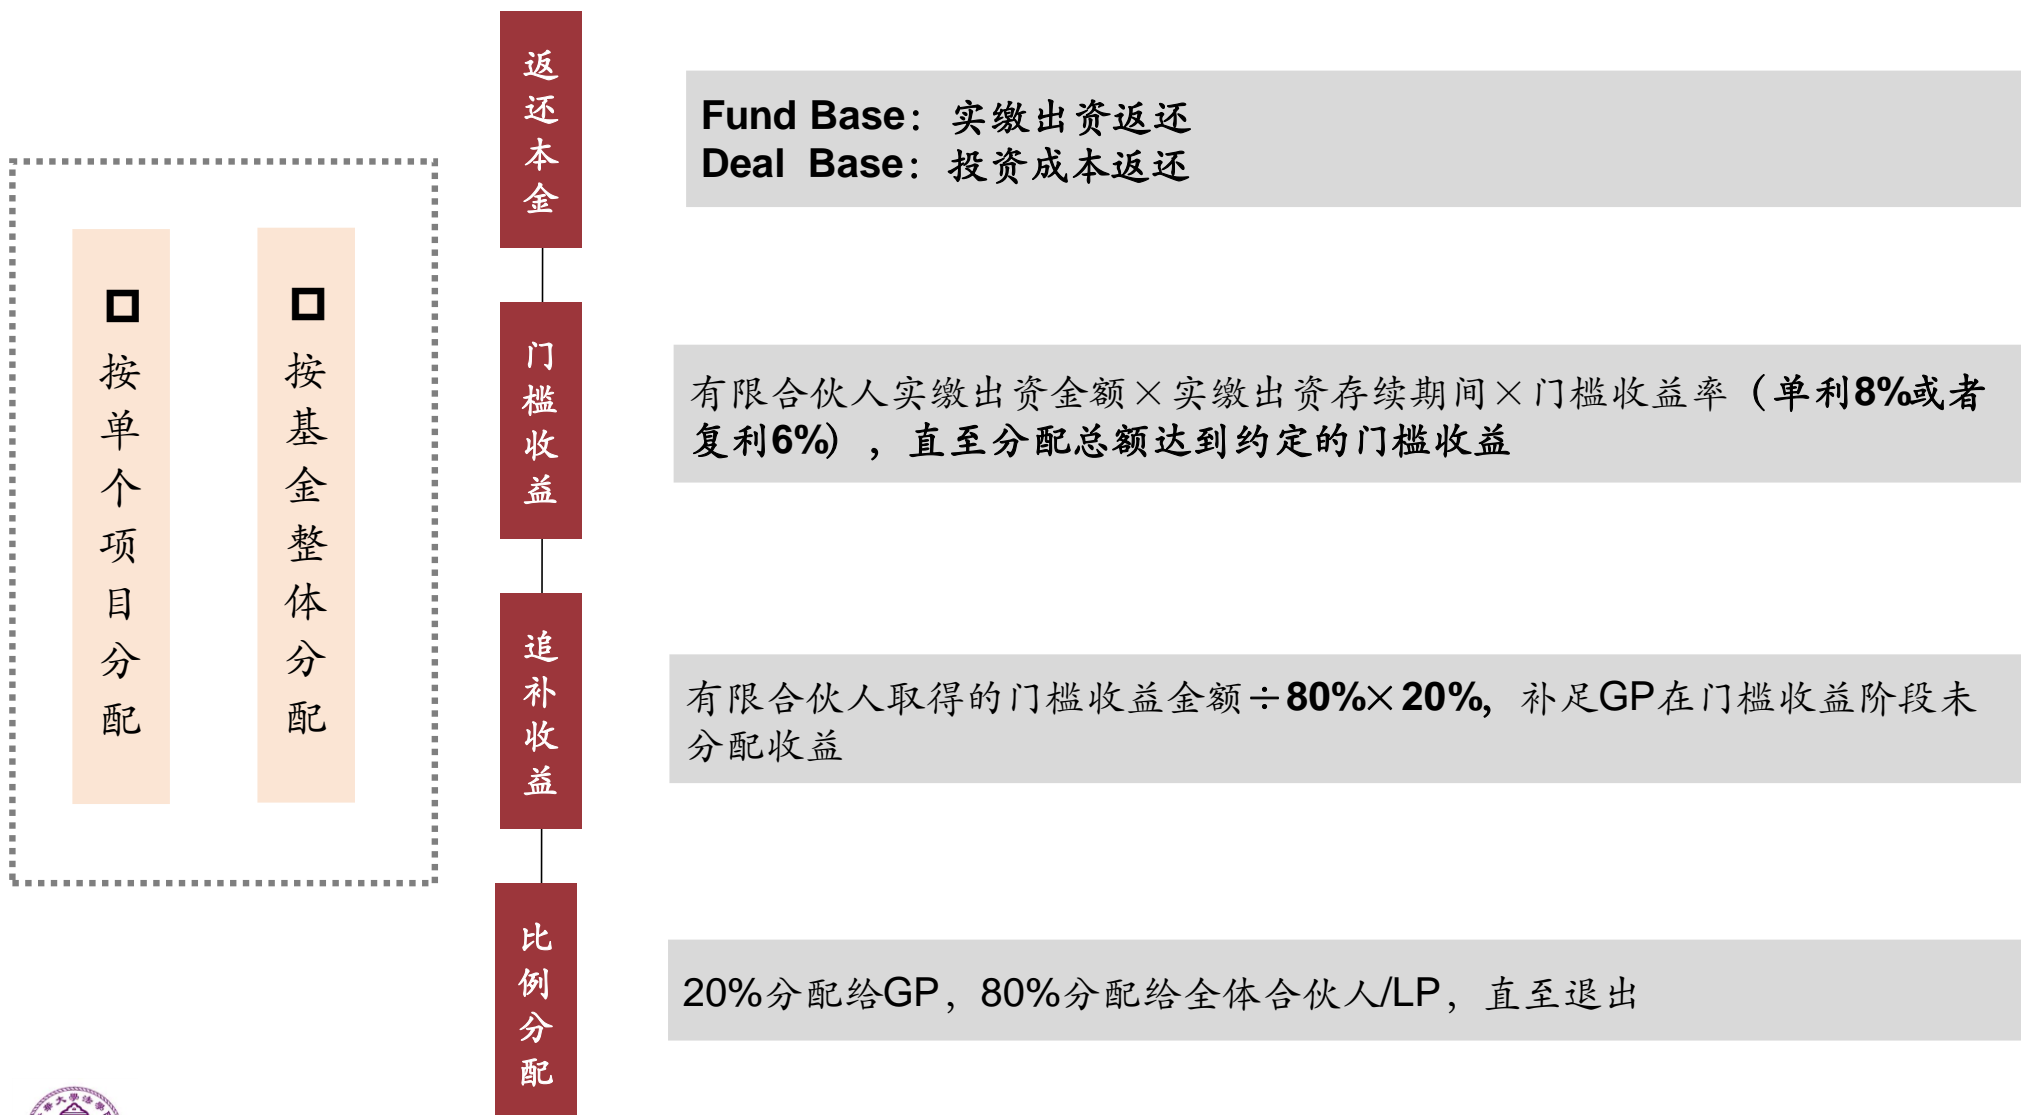 按单个项目分配
按基金整体分配
返还本金
Fund Base：实缴出资返还
Deal Base：投资成本返还
门槛收益
有限合伙人实缴出资金额×实缴出资存续期间×门槛收益率（单利8%或者
复利6%），直至分配总额达到约定的门槛收益
追补收益
有限合伙人取得的门槛收益金额÷80%×20%，补足GP在门槛收益阶段未
分配收益
比例分配
20%分配给GP，80%分配给全体合伙人/LP，直至退出